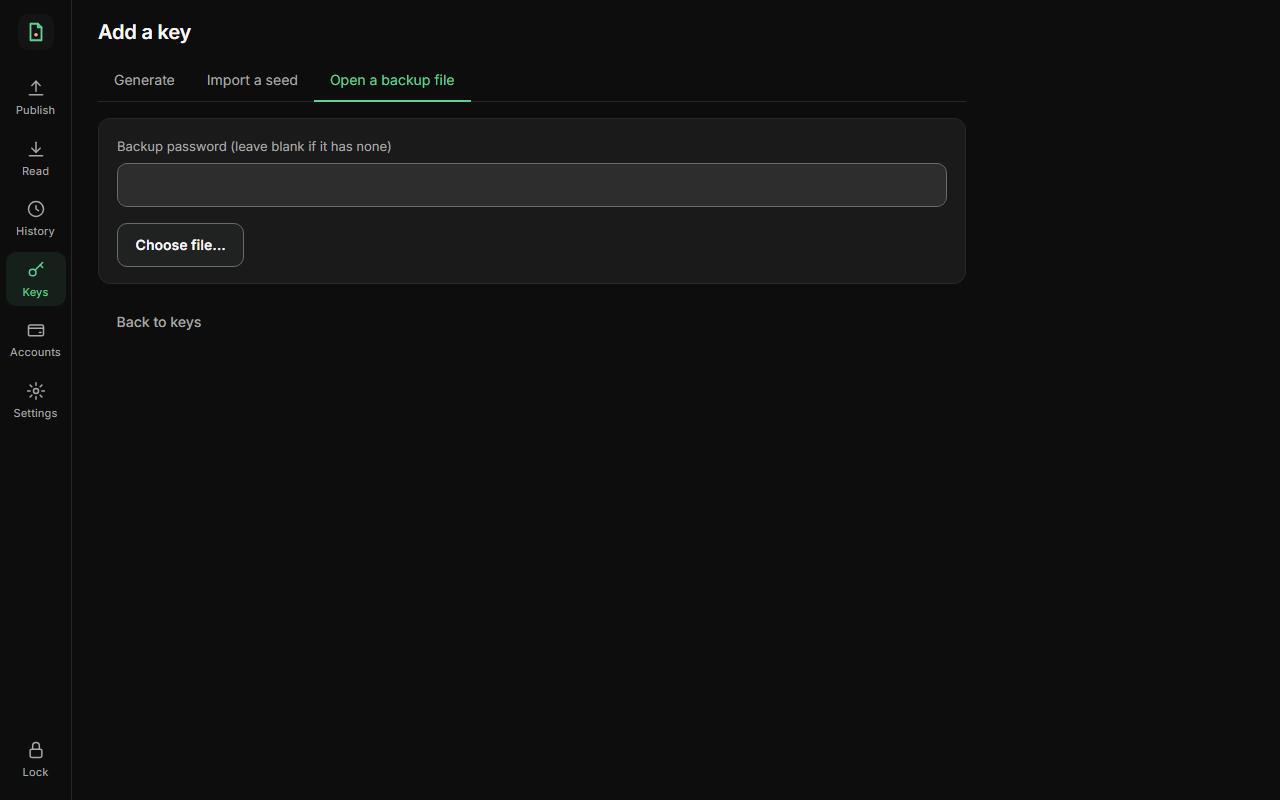 Add a key
Generate
Import a seed
Open a backup file
Publish
Read
History
Keys
Accounts
Settings
Lock
Backup password (leave blank if it has none)
Choose file...
Back to keys